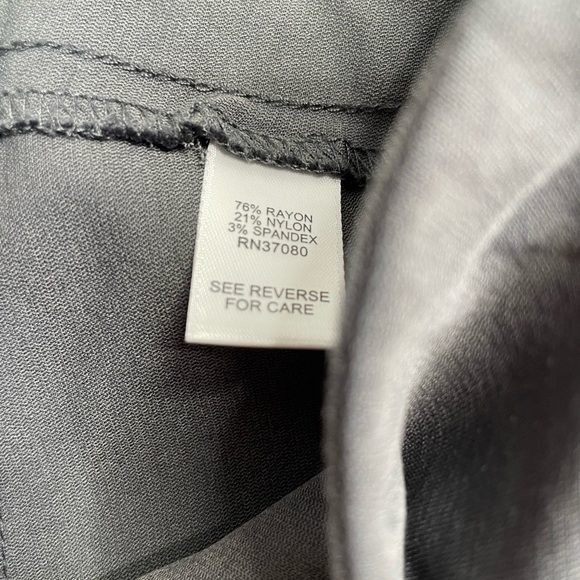 76% RAYON
21% NYLON
3% SPANDEX
RN37080
SEE REVERSE
FOR CARE